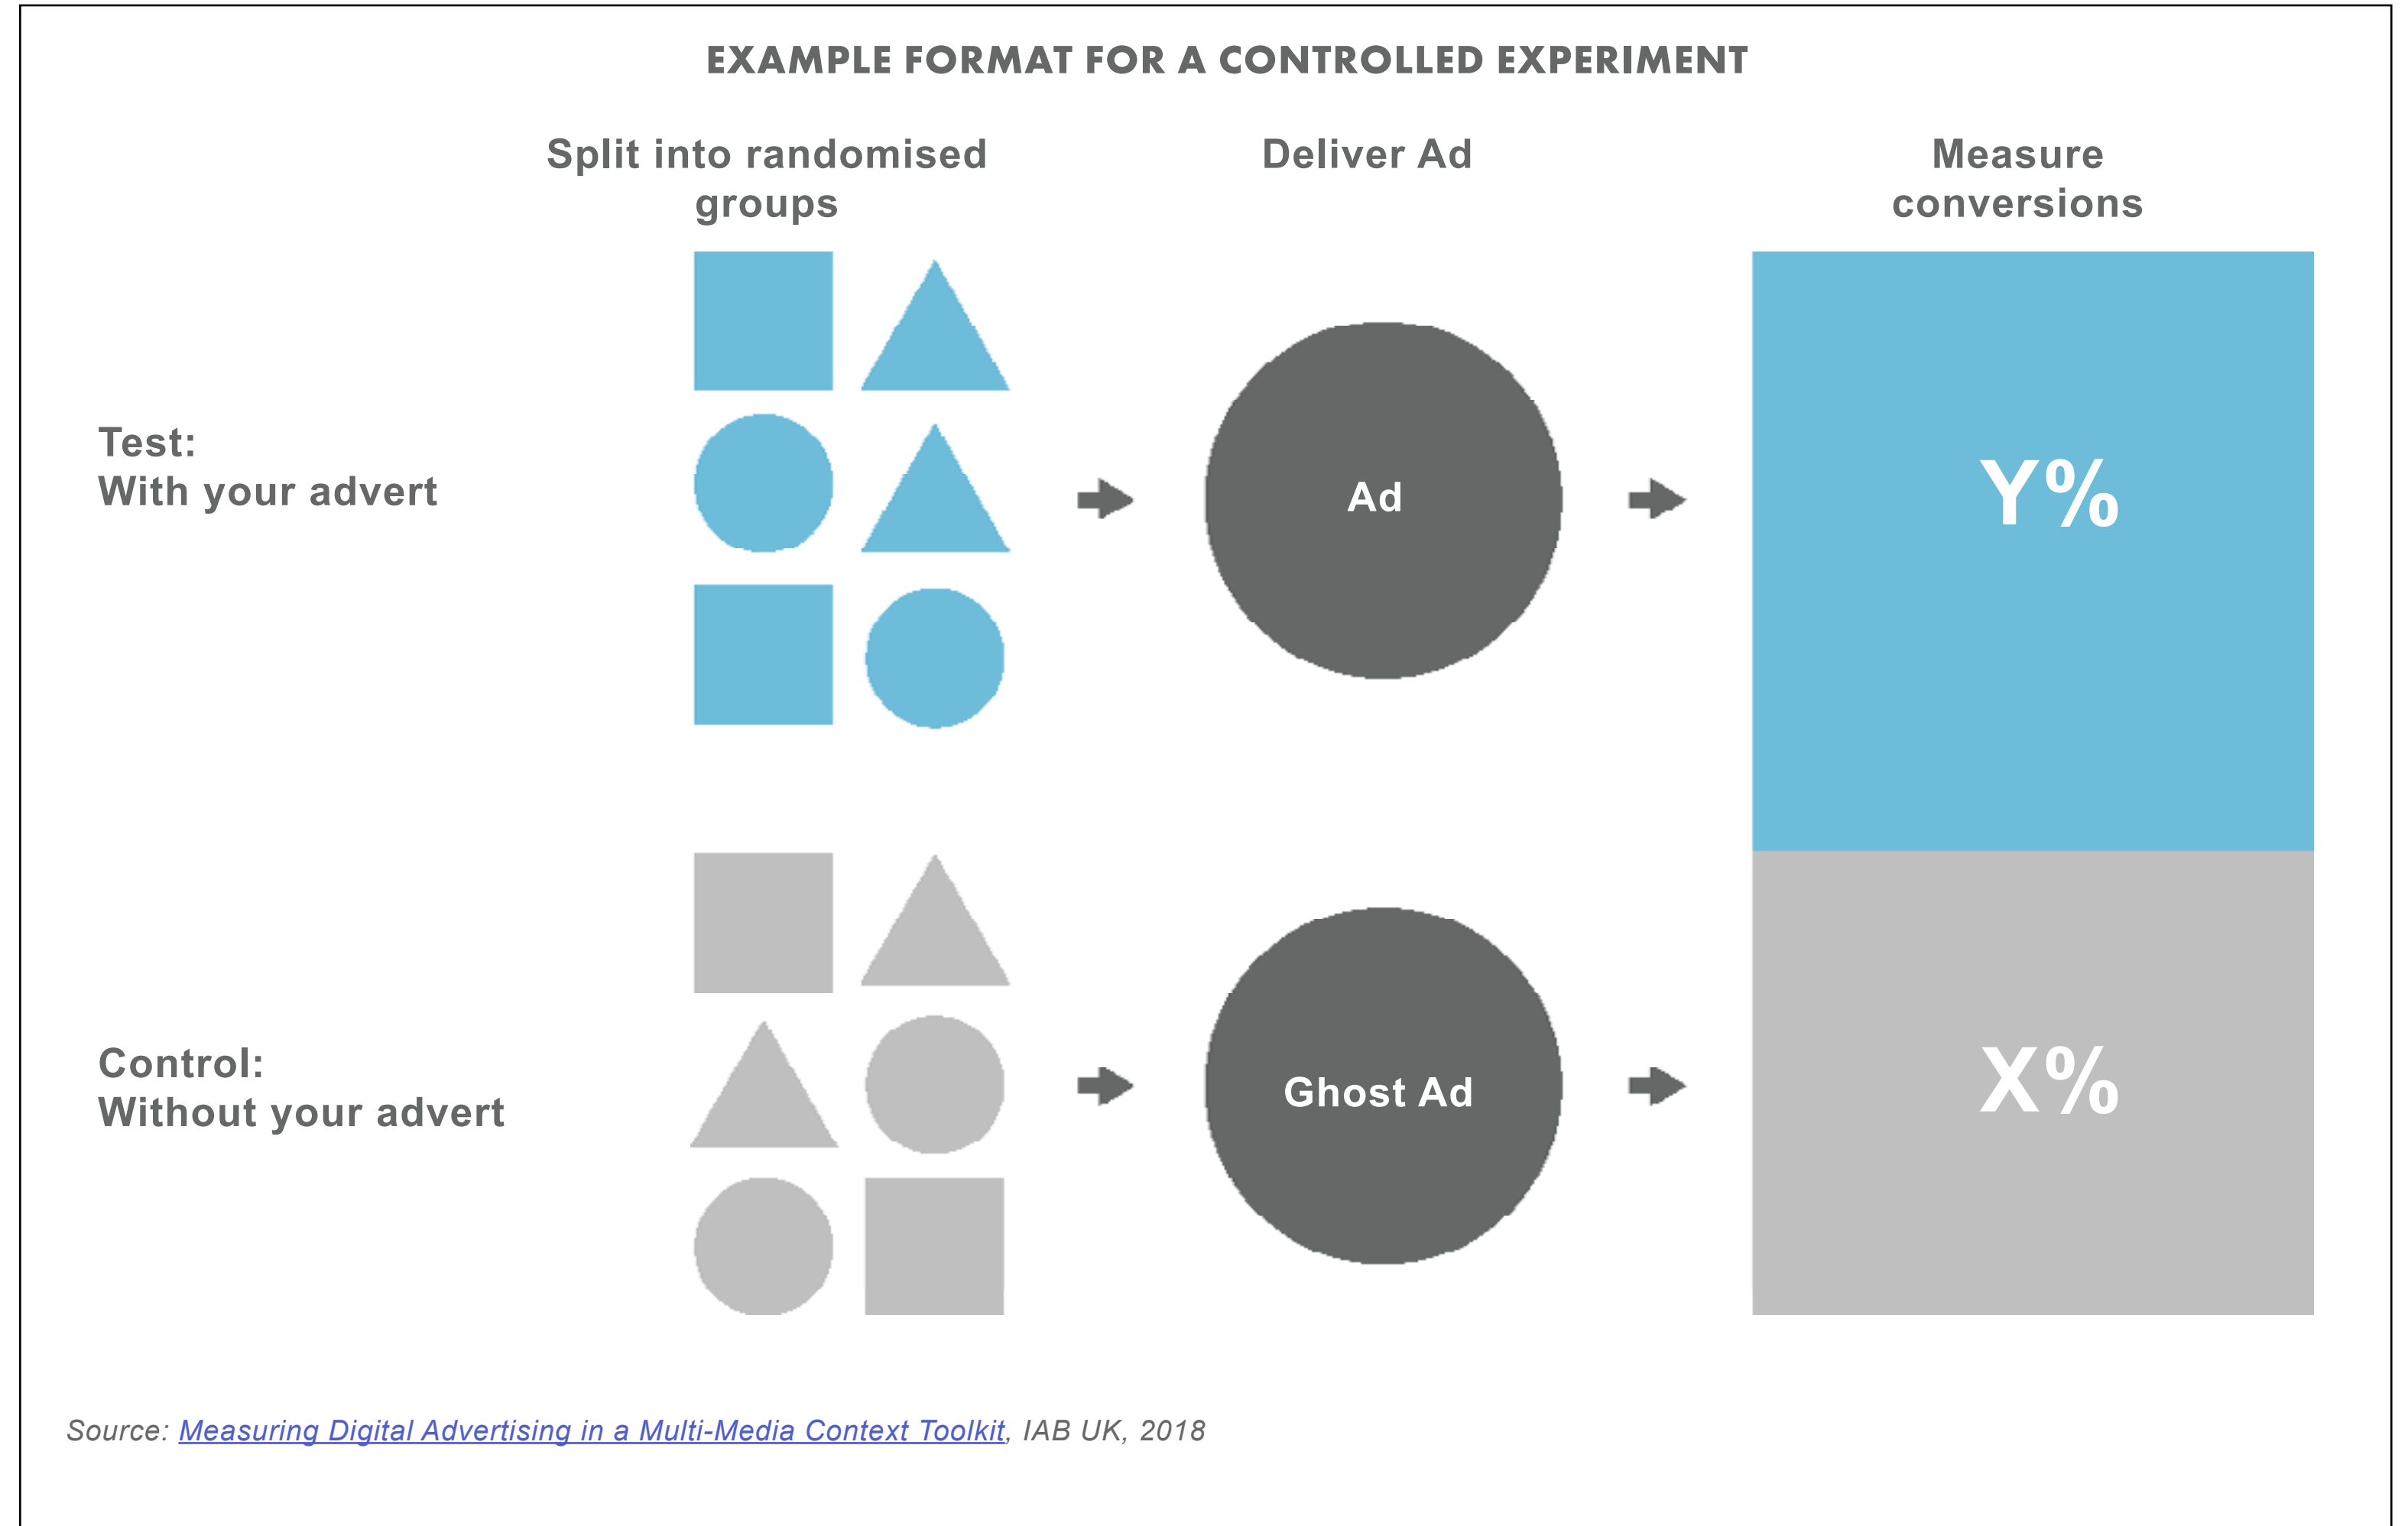 EXAMPLE FORMAT FOR A CONTROLLED EXPERIMENT
Split into randomised
groups
Deliver Ad
Measure
conversions
Test:
With your advert
Ad
Y%
Control:
Without your advert
Ghost Ad
X%
Source: Measuring Digital Advertising in a Multi-Media Context Toolkit, IAB UK, 2018